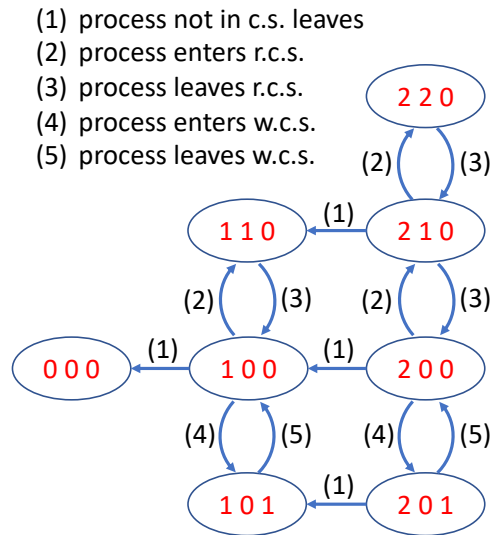 (1) process not in c.s. leaves
(2) process enters r.c.s.
(3) process leaves r.c.s.
(4) process enters w.c.s.
(5) process leaves w.c.s.
2 2 0
(2) (3)
(1)
1 1 0
2 1 0
(2) (3) (2) (3)
(1) (1)
0 0 0
1 0 0
2 0 0
(4) (5) (4) (5)
(1)
1 0 1
2 0 1